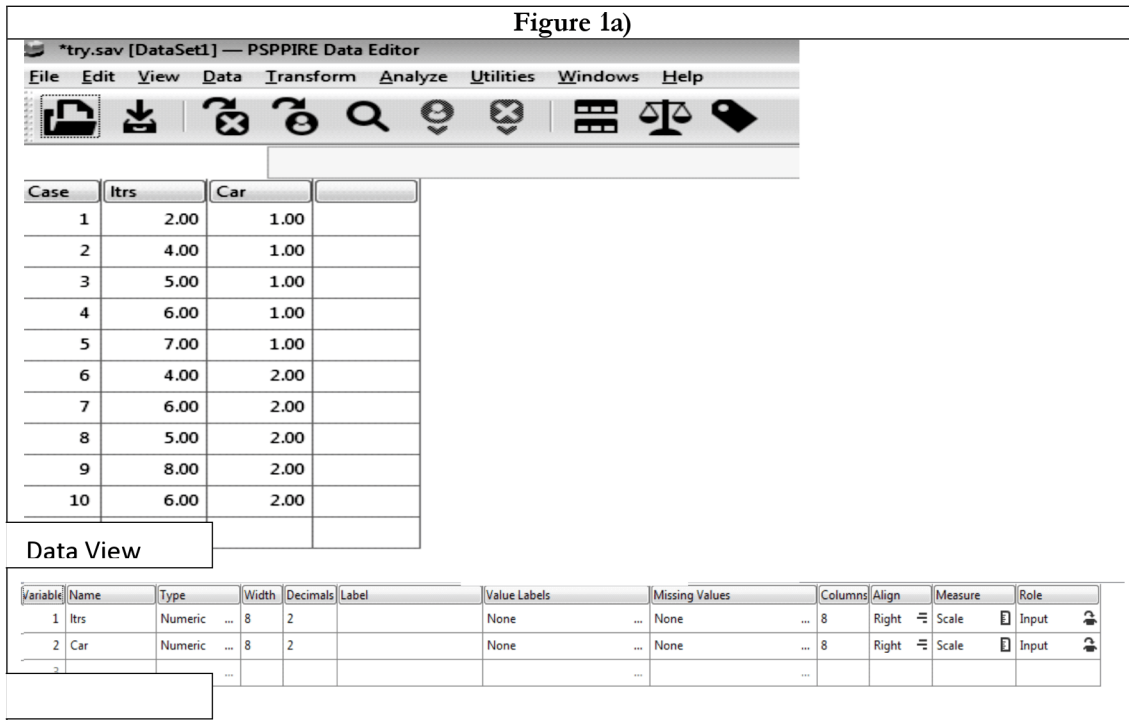 Figure 1a)
*try.sav [DataSet1] — PSPPIRE Data Editor
File Edit View Data Transform Analyze Utilities Windows Help
Case ltrs Car
1 2.00 1.00
2 4.00 1.00
3 5.00 1.00
4 6.00 1.00
5 7.00 1.00
6 4.00 2.00
7 6.00 2.00
8 5.00 2.00
9 8.00 2.00
10 6.00 2.00
Data View
Variable Name Type Width Decimals Label Value Labels Missing Values Columns Align Measure Role
1 ltrs Numeric ... 8 2 None ... None ... 8 Right Scale Input
2 Car Numeric ... 8 2 None ... None ... 8 Right Scale Input
3 ... ... ...